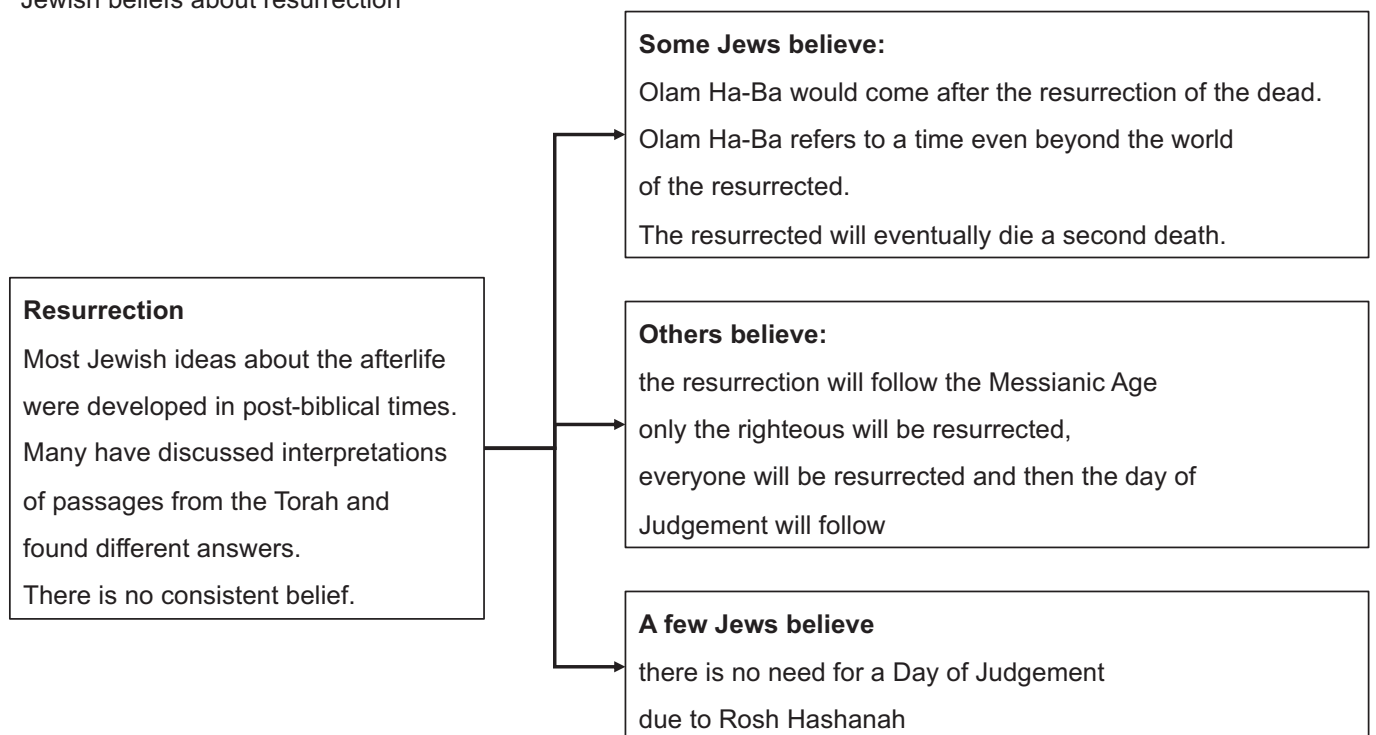 Jewish beliefs about resurrection
Some Jews believe:
Olam Ha-Ba would come after the resurrection of the dead.
Olam Ha-Ba refers to a time even beyond the world
of the resurrected.
The resurrected will eventually die a second death.
Resurrection
Most Jewish ideas about the afterlife
were developed in post-biblical times.
Many have discussed interpretations
of passages from the Torah and
found different answers.
There is no consistent belief.
Others believe:
the resurrection will follow the Messianic Age
only the righteous will be resurrected,
everyone will be resurrected and then the day of
Judgement will follow
A few Jews believe
there is no need for a Day of Judgement
due to Rosh Hashanah